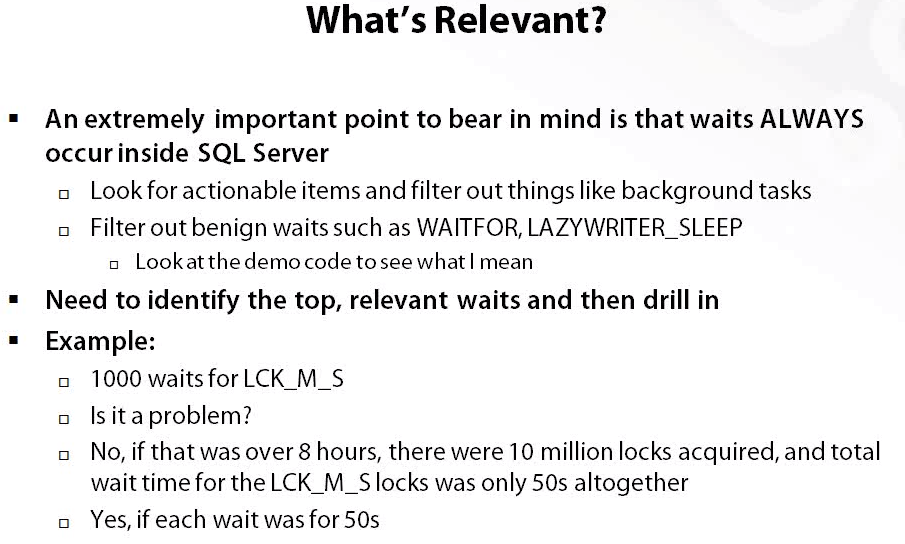 What's Relevant?
An extremely important point to bear in mind is that waits ALWAYS
occur inside SQL Server
Look for actionable items and filter out things like background tasks
Filter out benign waits such as WAITFOR, LAZYWRITER_SLEEP
Look at the demo code to see what I mean
Need to identify the top, relevant waits and then drill in
Example:
1000 waits for LCK_M_S
Is it a problem?
No, if that was over 8 hours, there were 10 million locks acquired, and total
wait time for the LCK_M_S locks was only 50s altogether
Yes, if each wait was for 50s